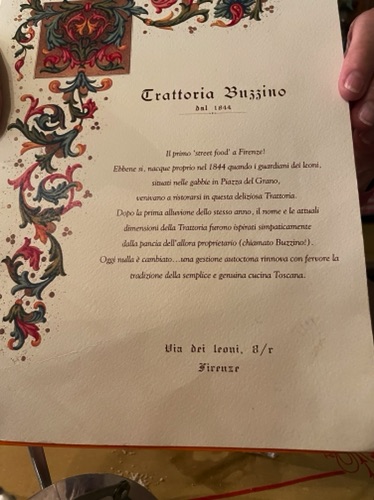 Trattoria Buzzino
dal 1844
Il primo 'street food' a Firenze!
Ebbene si, nacque proprio nel 1844 quando i guardiani dei leoni,
situati nelle gabbie in Piazza del Grano,
venivano a ristorarsi in questa deliziosa Trattoria.
Dopo la prima alluvione dello stesso anno, il nome e le attuali
dimensioni della Trattoria furono ispirati simpaticamente
dalla pancia dell'allora proprietario (chiamato Buzzino!).
Oggi nulla è cambiato...una gestione autoctona rinnova con fervore la
tradizione della semplice e genuina cucina Toscana.
Via dei leoni, 8/r
Firenze